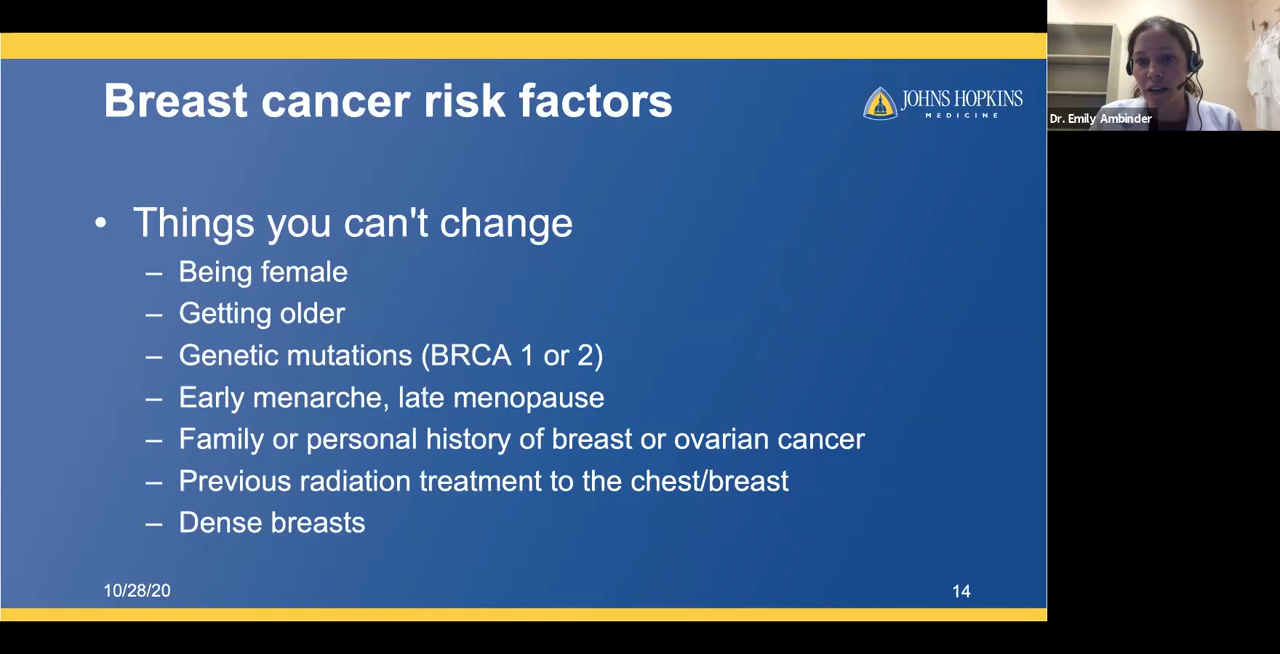 Breast cancer risk factors
JOHNS HOPKINS
MEDICINE
Dr. Emily Ambinder
• Things you can't change
– Being female
– Getting older
– Genetic mutations (BRCA 1 or 2)
– Early menarche, late menopause
– Family or personal history of breast or ovarian cancer
– Previous radiation treatment to the chest/breast
– Dense breasts
10/28/20
14